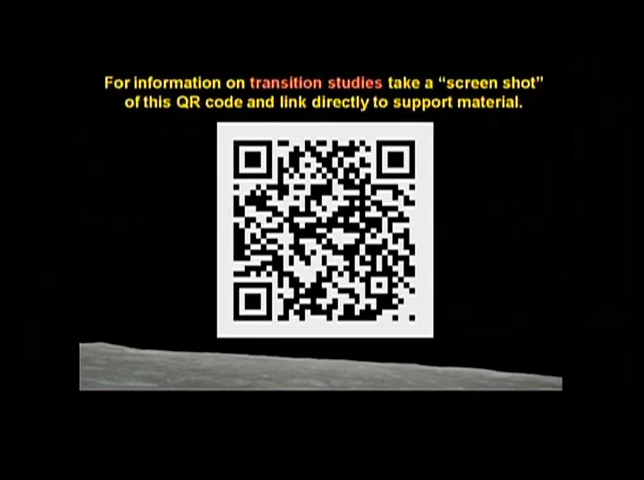 For information on transition studies take a “screen shot”
of this QR code and link directly to support material.